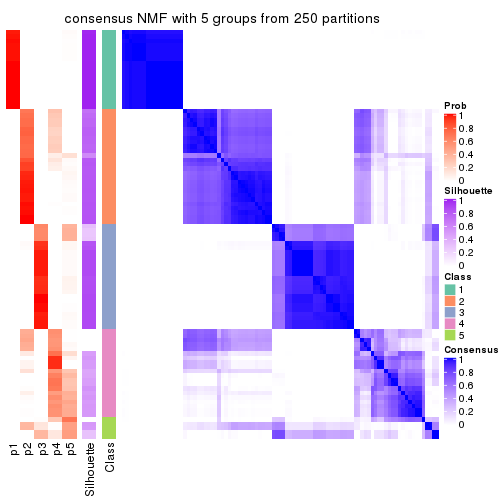 consensus NMF with 5 groups from 250 partitions
Prob
1
0.8
0.6
0.4
0.2
0
Silhouette
1
0.8
0.6
0.4
0.2
0
Class
1
2
3
4
5
Consensus
1
0.8
0.6
0.4
0.2
0
p1
p2
p3
p4
p5
Silhouette
Class